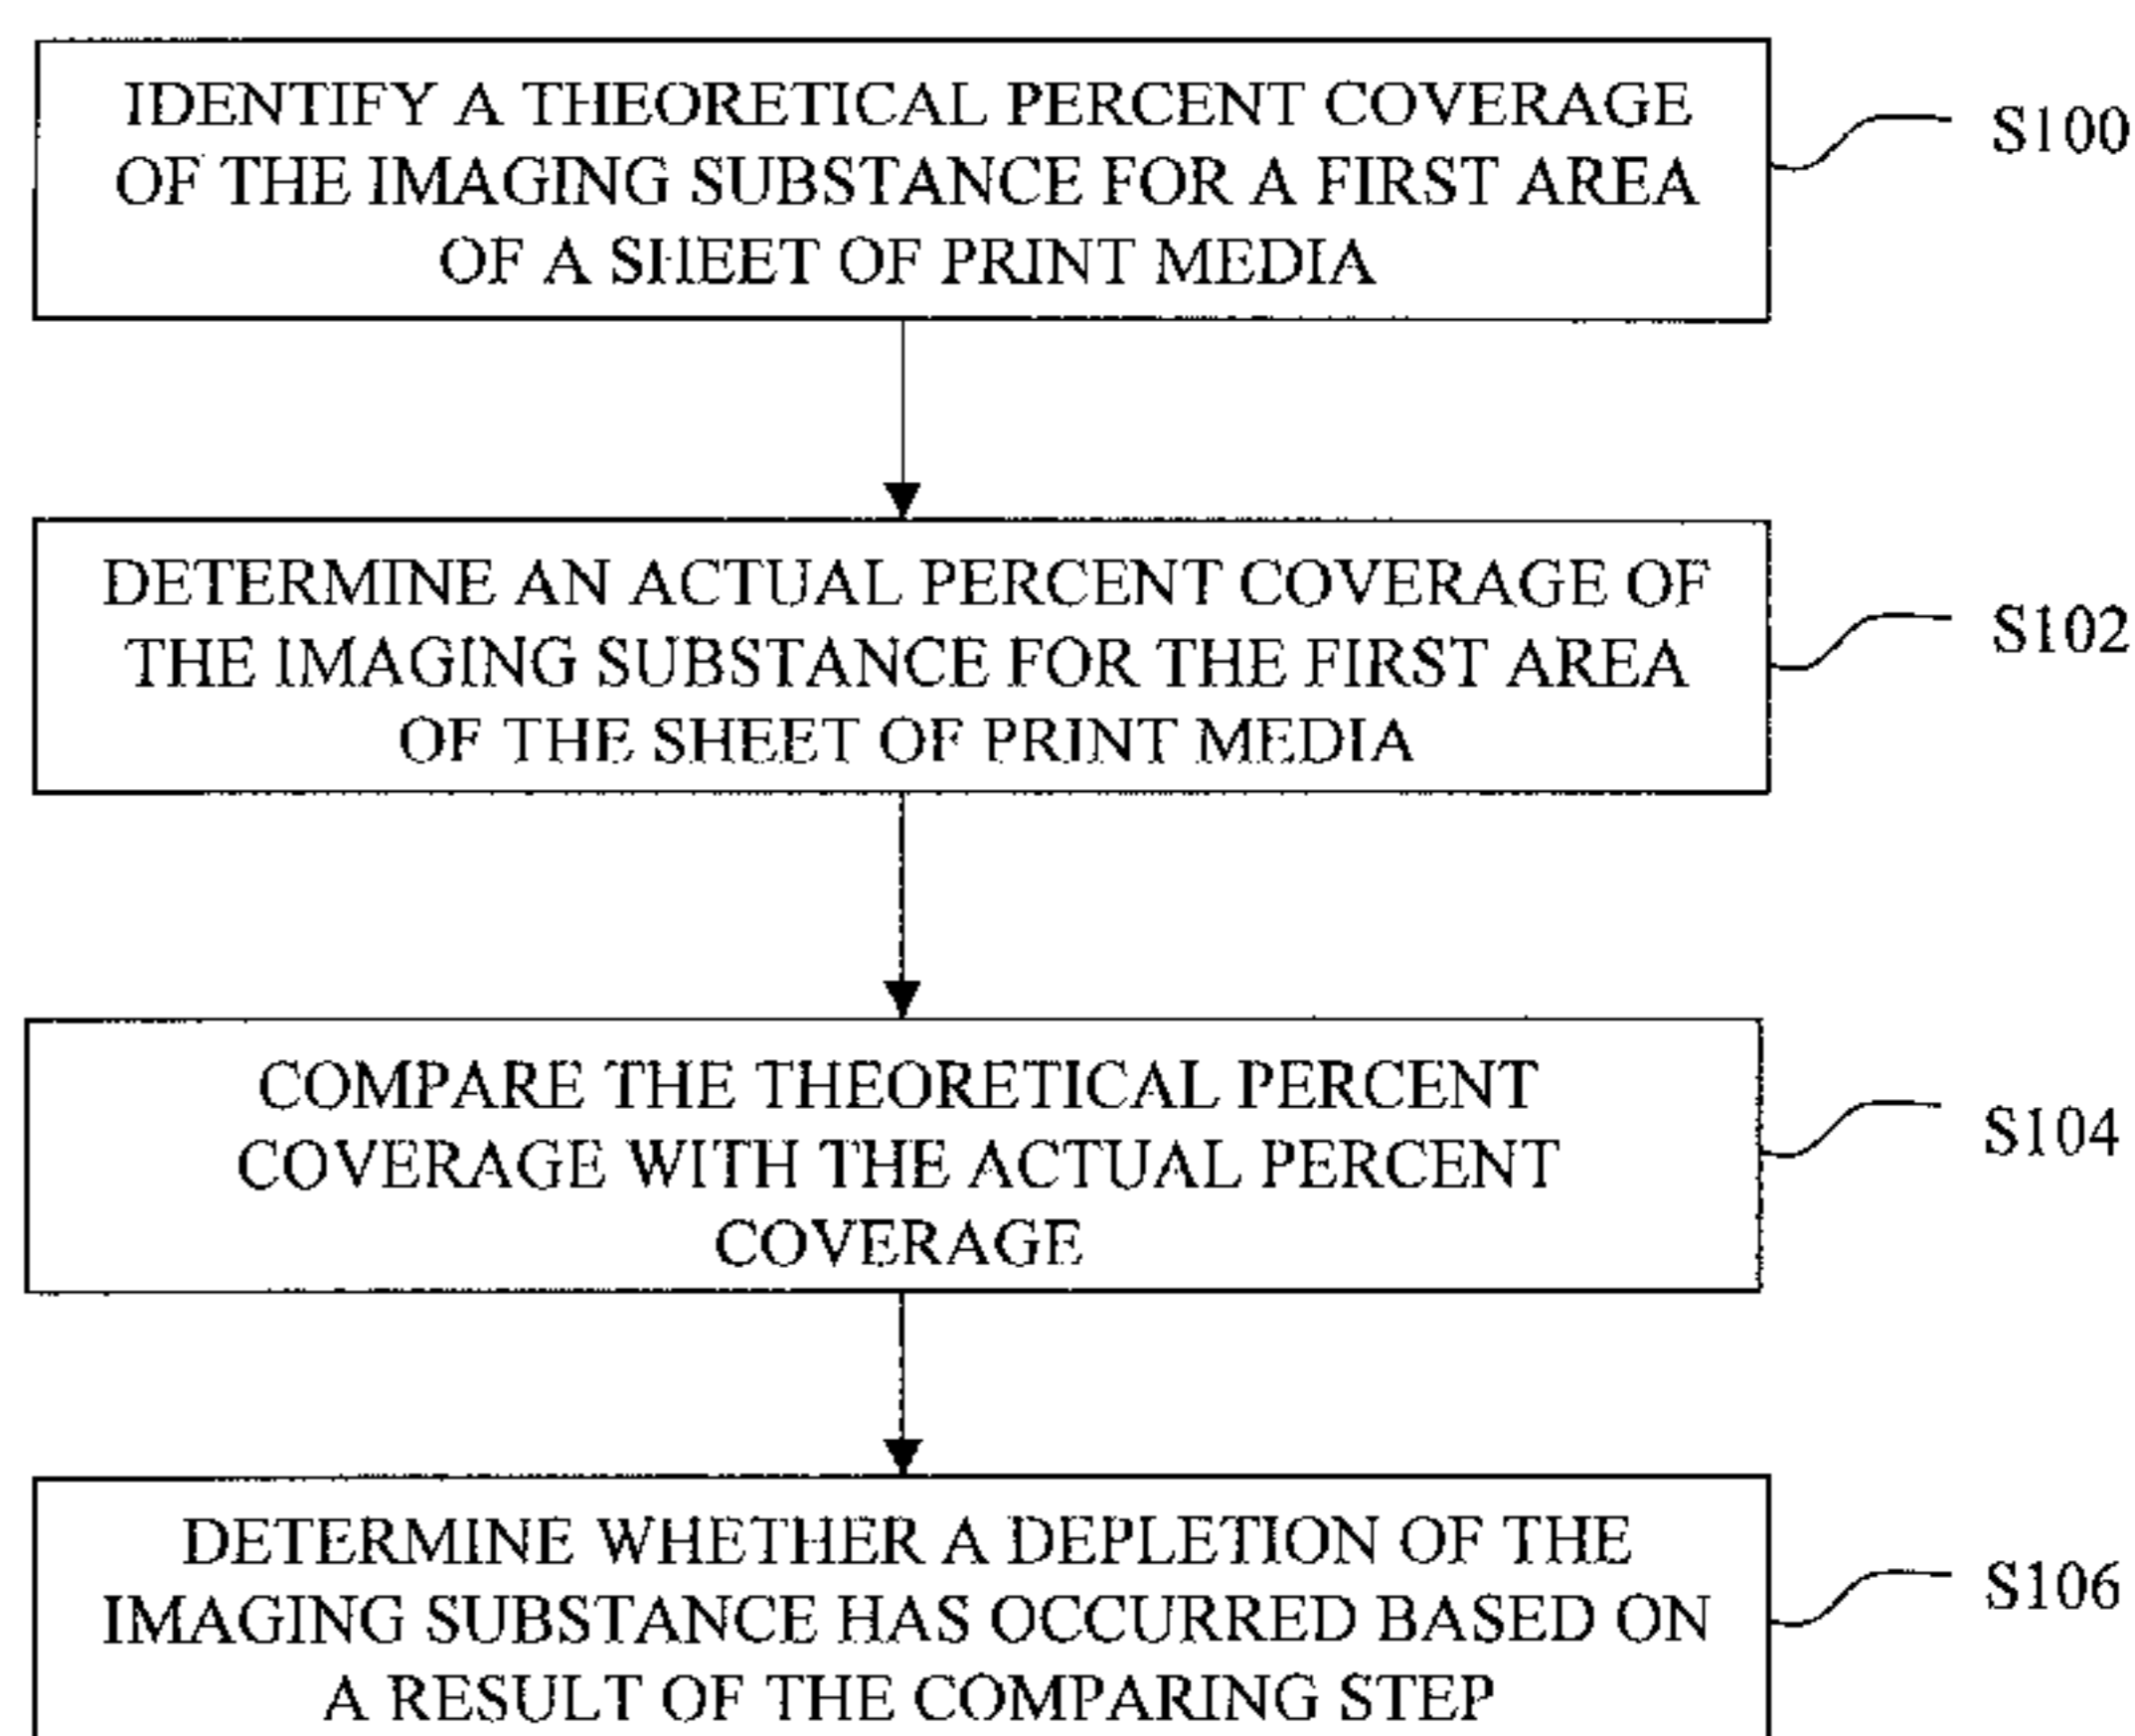 IDENTIFY A THEORETICAL PERCENT COVERAGE
OF THE IMAGING SUBSTANCE FOR A FIRST AREA
OF A SHEET OF PRINT MEDIA
S100
DETERMINE AN ACTUAL PERCENT COVERAGE OF
THE IMAGING SUBSTANCE FOR THE FIRST AREA
OF THE SHEET OF PRINT MEDIA
S102
COMPARE THE THEORETICAL PERCENT
COVERAGE WITH THE ACTUAL PERCENT
COVERAGE
S104
DETERMINE WHETHER A DEPLETION OF THE
IMAGING SUBSTANCE HAS OCCURRED BASED ON
A RESULT OF THE COMPARING STEP
S106